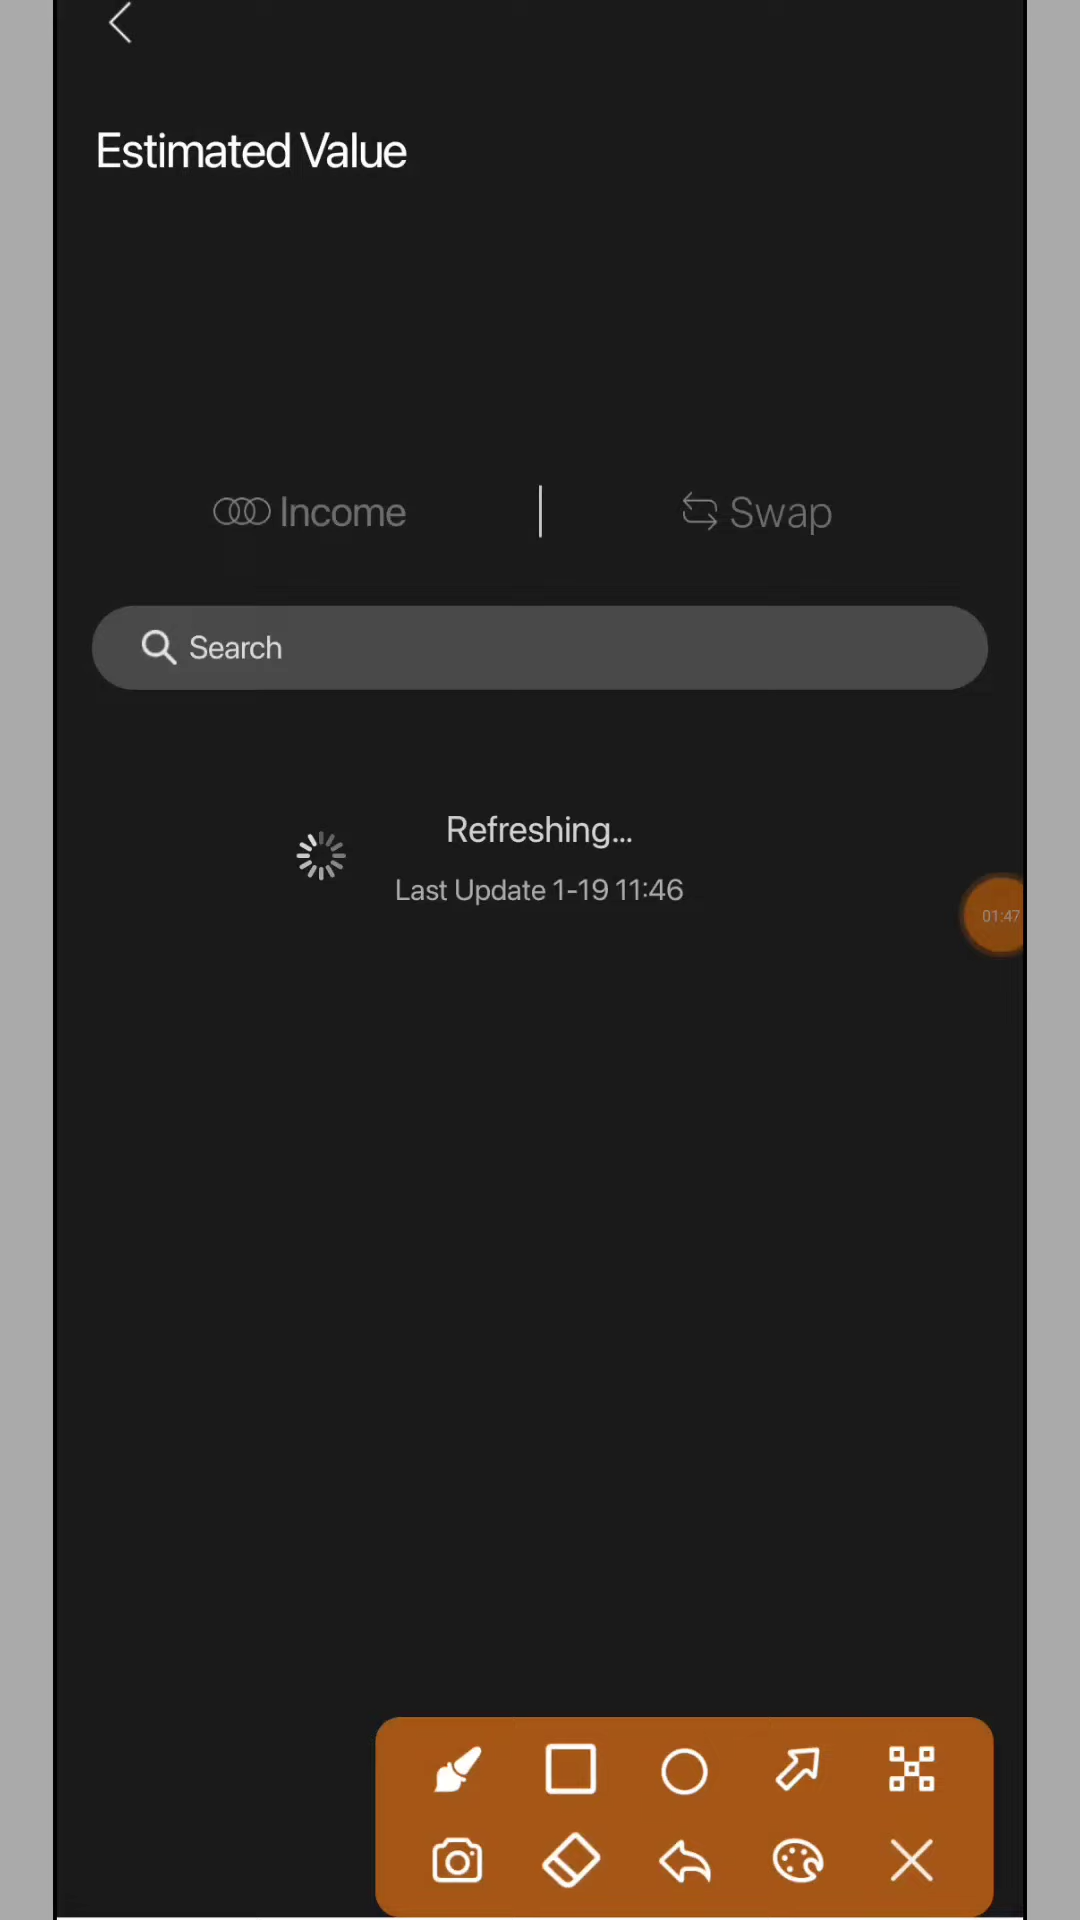 Estimated Value
Income
Swap
Search
Refreshing...
Last Update 1-19 11:46
01:47